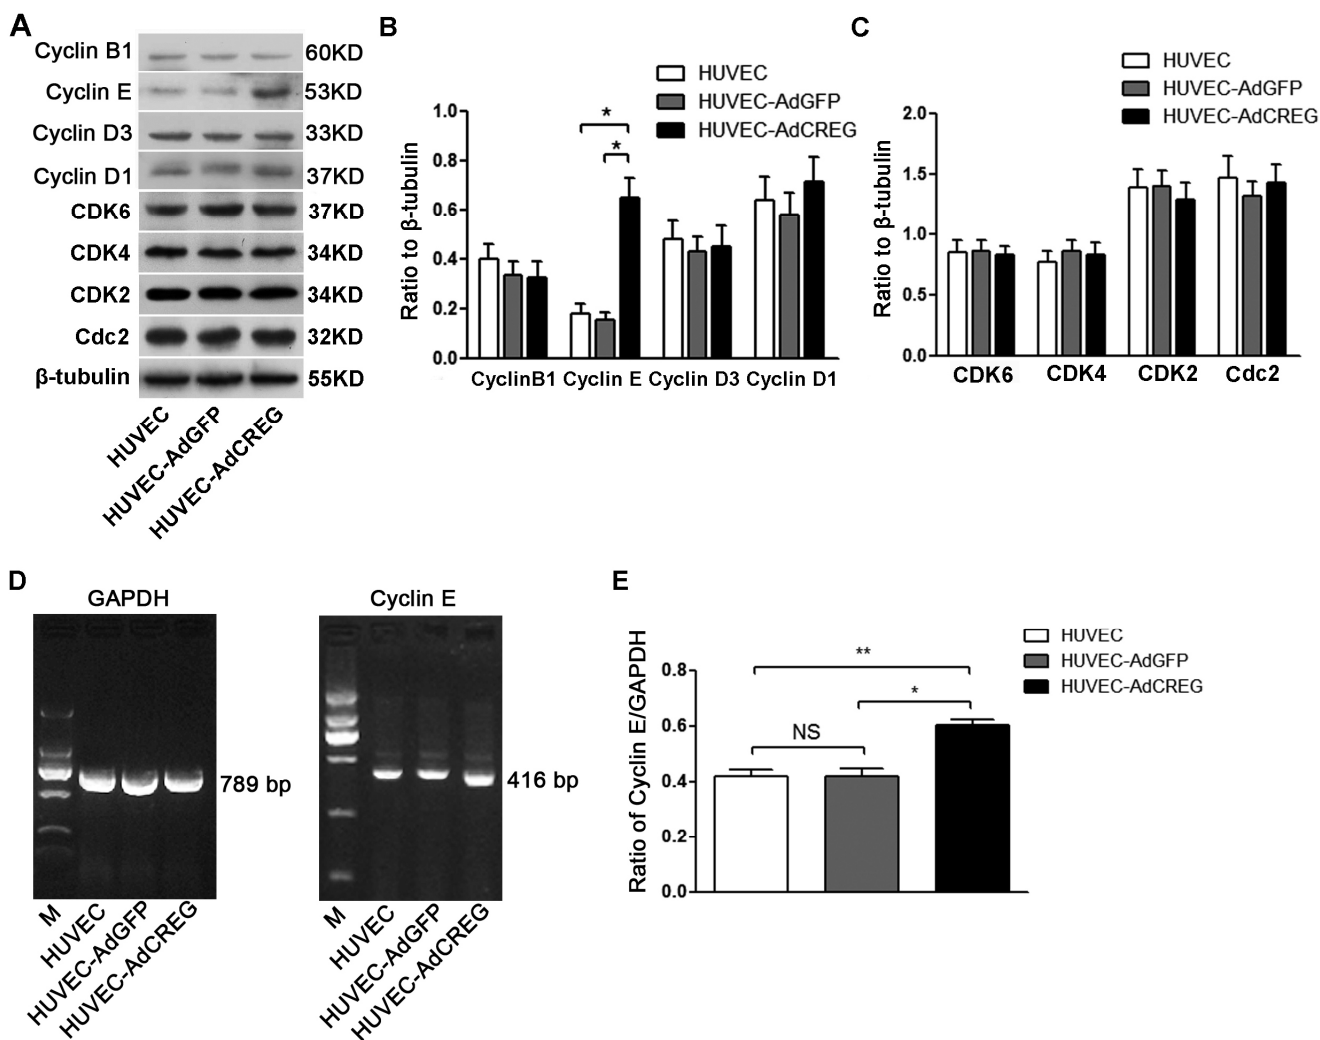 A
Cyclin B1 60KD
Cyclin E 53KD
Cyclin D3 33KD
Cyclin D1 37KD
CDK6 37KD
CDK4 34KD
CDK2 34KD
Cdc2 32KD
β-tubulin 55KD
HUVEC
HUVEC-AdGFP
HUVEC-AdCREG
B
HUVEC
HUVEC-AdGFP
HUVEC-AdCREG
Ratio to β-tubulin
1.0
0.8
0.6
0.4
0.2
0.0
*
*
CyclinB1 Cyclin E Cyclin D3 Cyclin D1
C
HUVEC
HUVEC-AdGFP
HUVEC-AdCREG
Ratio to β-tubulin
2.0
1.5
1.0
0.5
0.0
CDK6 CDK4 CDK2 Cdc2
D
GAPDH
789 bp
M
HUVEC
HUVEC-AdGFP
HUVEC-AdCREG
Cyclin E
416 bp
M
HUVEC
HUVEC-AdGFP
HUVEC-AdCREG
E
HUVEC
HUVEC-AdGFP
HUVEC-AdCREG
Ratio of Cyclin E/GAPDH
0.8
0.6
0.4
0.2
0.0
**
*
NS